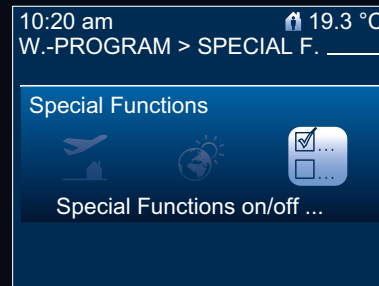 10:20 am 19.3 °C
W.-PROGRAM > SPECIAL F.
Special Functions
... 
...
Special Functions on/off ...